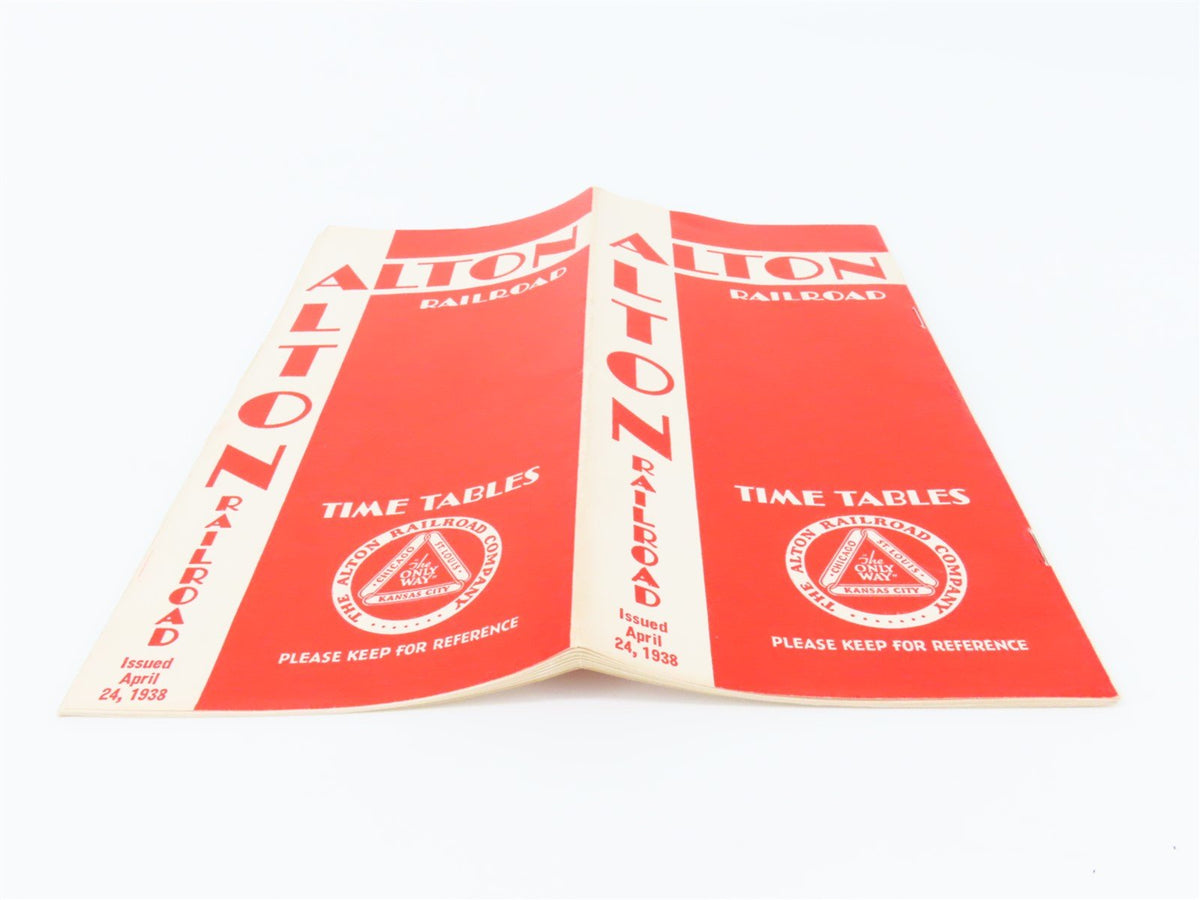 ALTON
RAILROAD
ALTON
RAILROAD
TIME TABLES
THE ALTON RAILROAD COMPANY
CHICAGO
ST. LOUIS
KANSAS CITY
"The
ONLY
WAY"
PLEASE KEEP FOR REFERENCE
Issued
April
24, 1938
ALTON
RAILROAD
ALTON
RAILROAD
TIME TABLES
THE ALTON RAILROAD COMPANY
CHICAGO
ST. LOUIS
KANSAS CITY
"The
ONLY
WAY"
PLEASE KEEP FOR REFERENCE
Issued
April
24, 1938